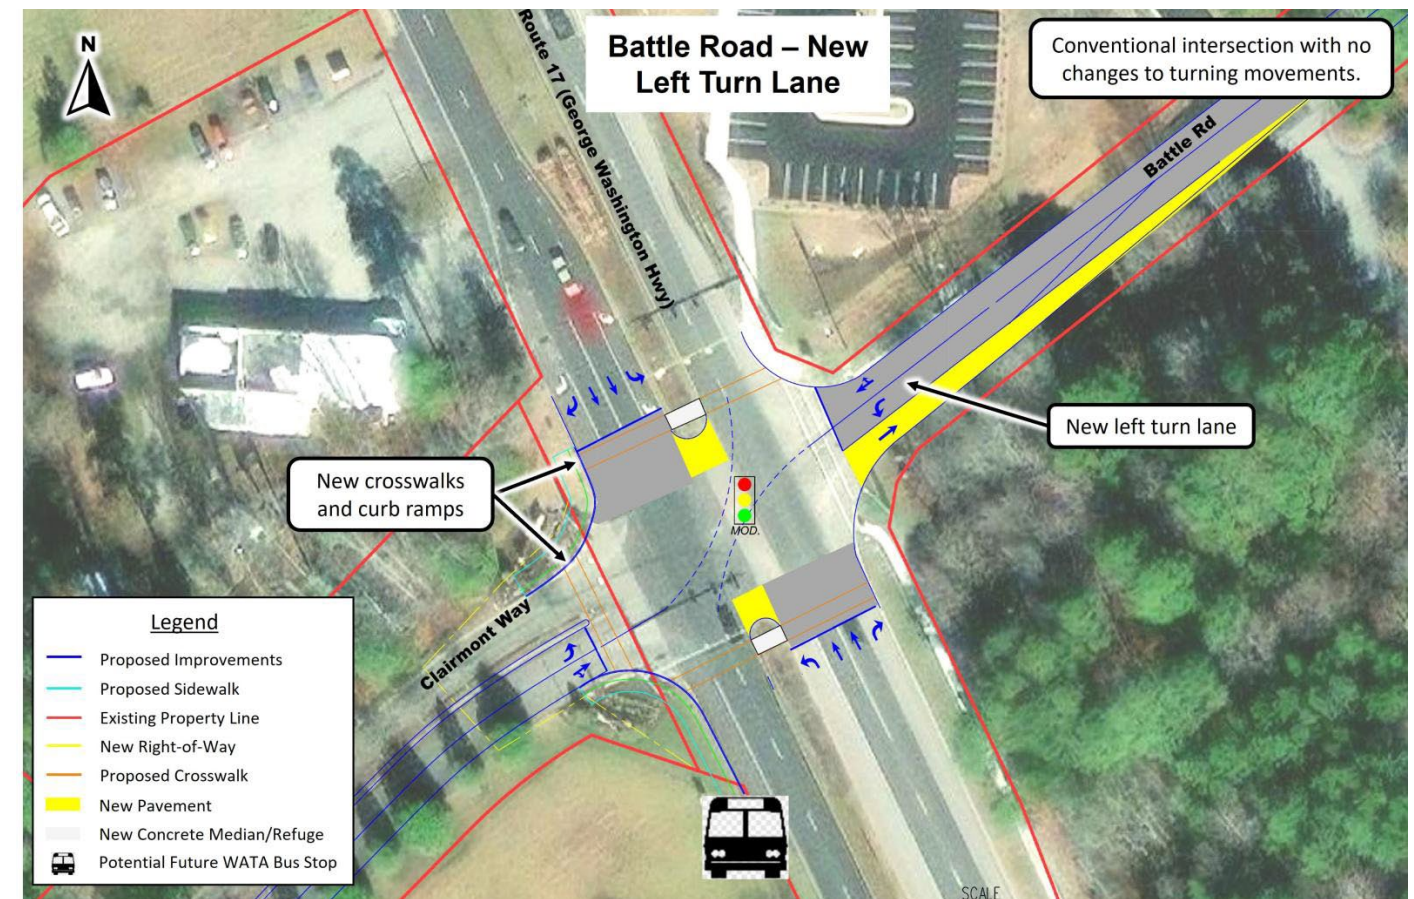 N
Battle Road – New
Left Turn Lane
Conventional intersection with no
changes to turning movements.
Route 17 (George Washington Hwy)
Battle Rd
New left turn lane
New crosswalks
and curb ramps
MOD.
Clairmont Way
Legend
Proposed Improvements
Proposed Sidewalk
Existing Property Line
New Right-of-Way
Proposed Crosswalk
New Pavement
New Concrete Median/Refuge
Potential Future WATA Bus Stop
SCALE